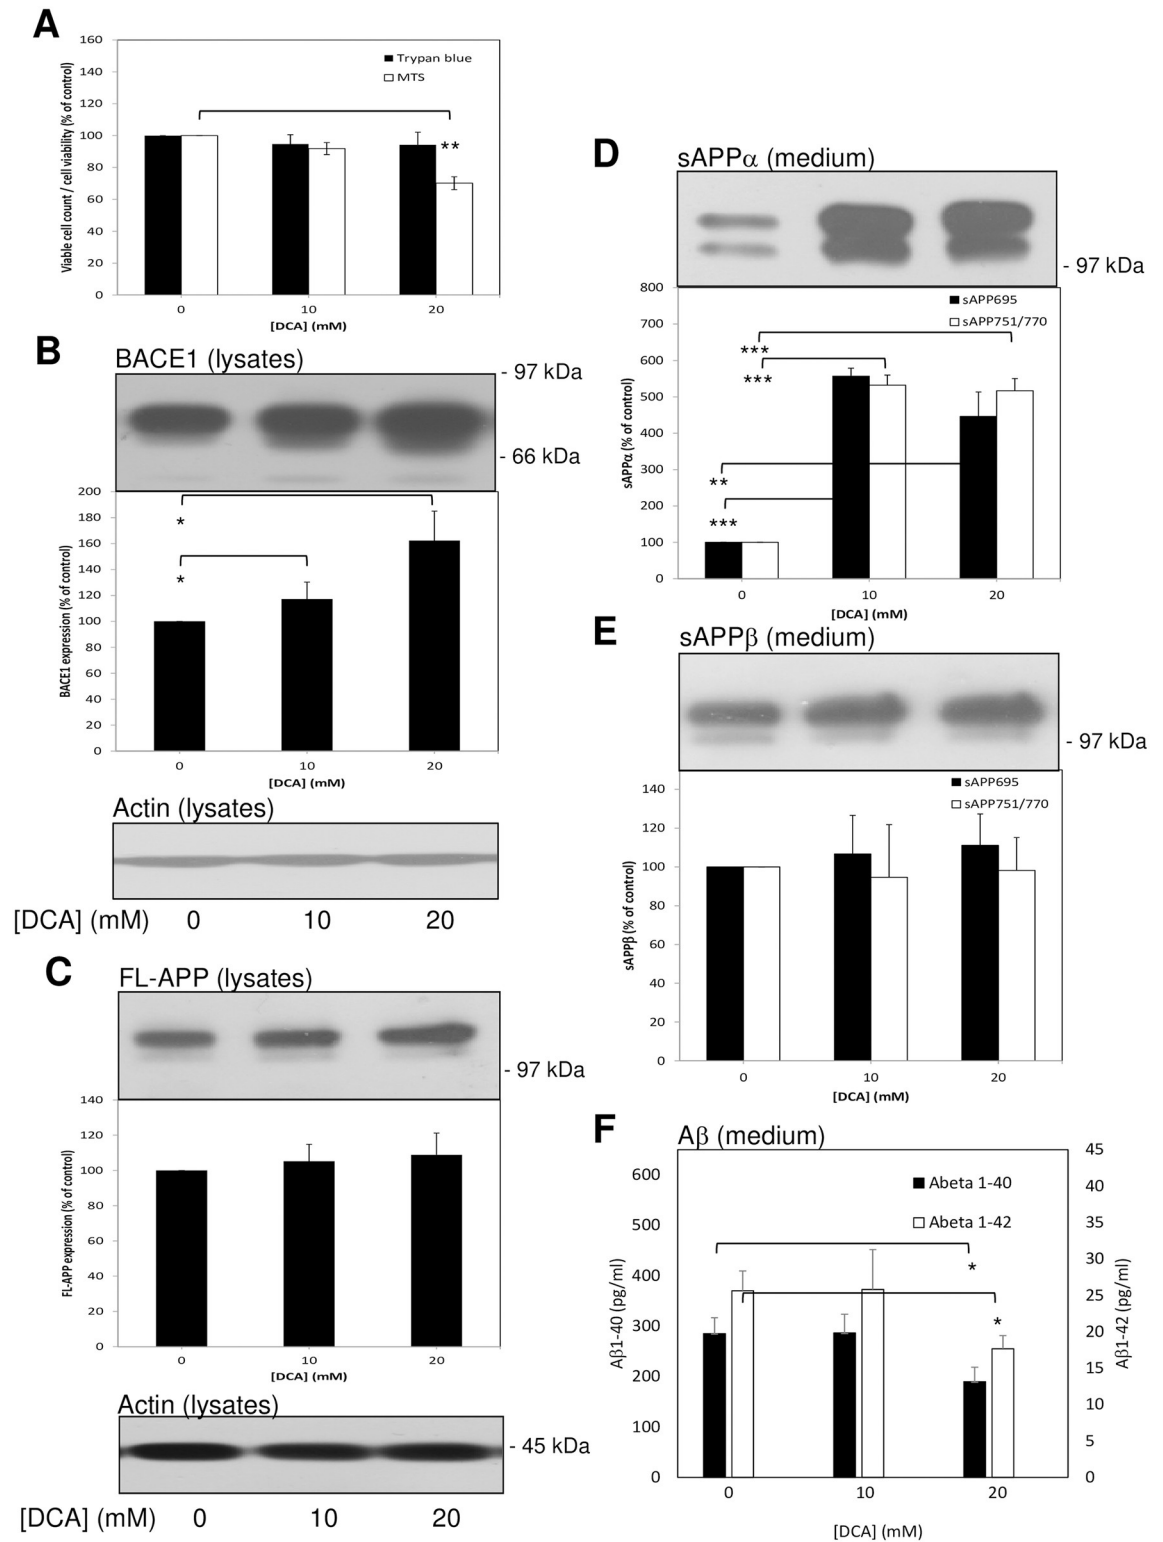 A
160
140
120
100
80
60
40
20
0
Viable cell count / cell viability (% of control)
Trypan blue
MTS
**
0 10 20
[DCA] (mM)
B
BACE1 (lysates)
- 97 kDa
- 66 kDa
200
180
160
140
120
100
80
60
40
20
0
BACE1 expression (% of control)
*
*
0 10 20
[DCA] (mM)
Actin (lysates)
[DCA] (mM) 0 10 20
C
FL-APP (lysates)
- 97 kDa
140
120
100
80
60
40
20
0
FL-APP expression (% of control)
0 10 20
[DCA] (mM)
Actin (lysates)
- 45 kDa
[DCA] (mM) 0 10 20
D
sAPPα (medium)
- 97 kDa
800
700
600
500
400
300
200
100
0
sAPPα (% of control)
sAPP695
sAPP751/770
***
***
**
***
0 10 20
[DCA] (mM)
E
sAPPβ (medium)
- 97 kDa
140
120
100
80
60
40
20
0
sAPPβ (% of control)
sAPP695
sAPP751/770
0 10 20
[DCA] (mM)
F
Aβ (medium)
600
500
400
300
200
100
0
Aβ1-40 (pg/ml)
Abeta 1-40
Abeta 1-42
*
*
45
40
35
30
25
20
15
10
5
0
Aβ1-42 (pg/ml)
0 10 20
[DCA] (mM)